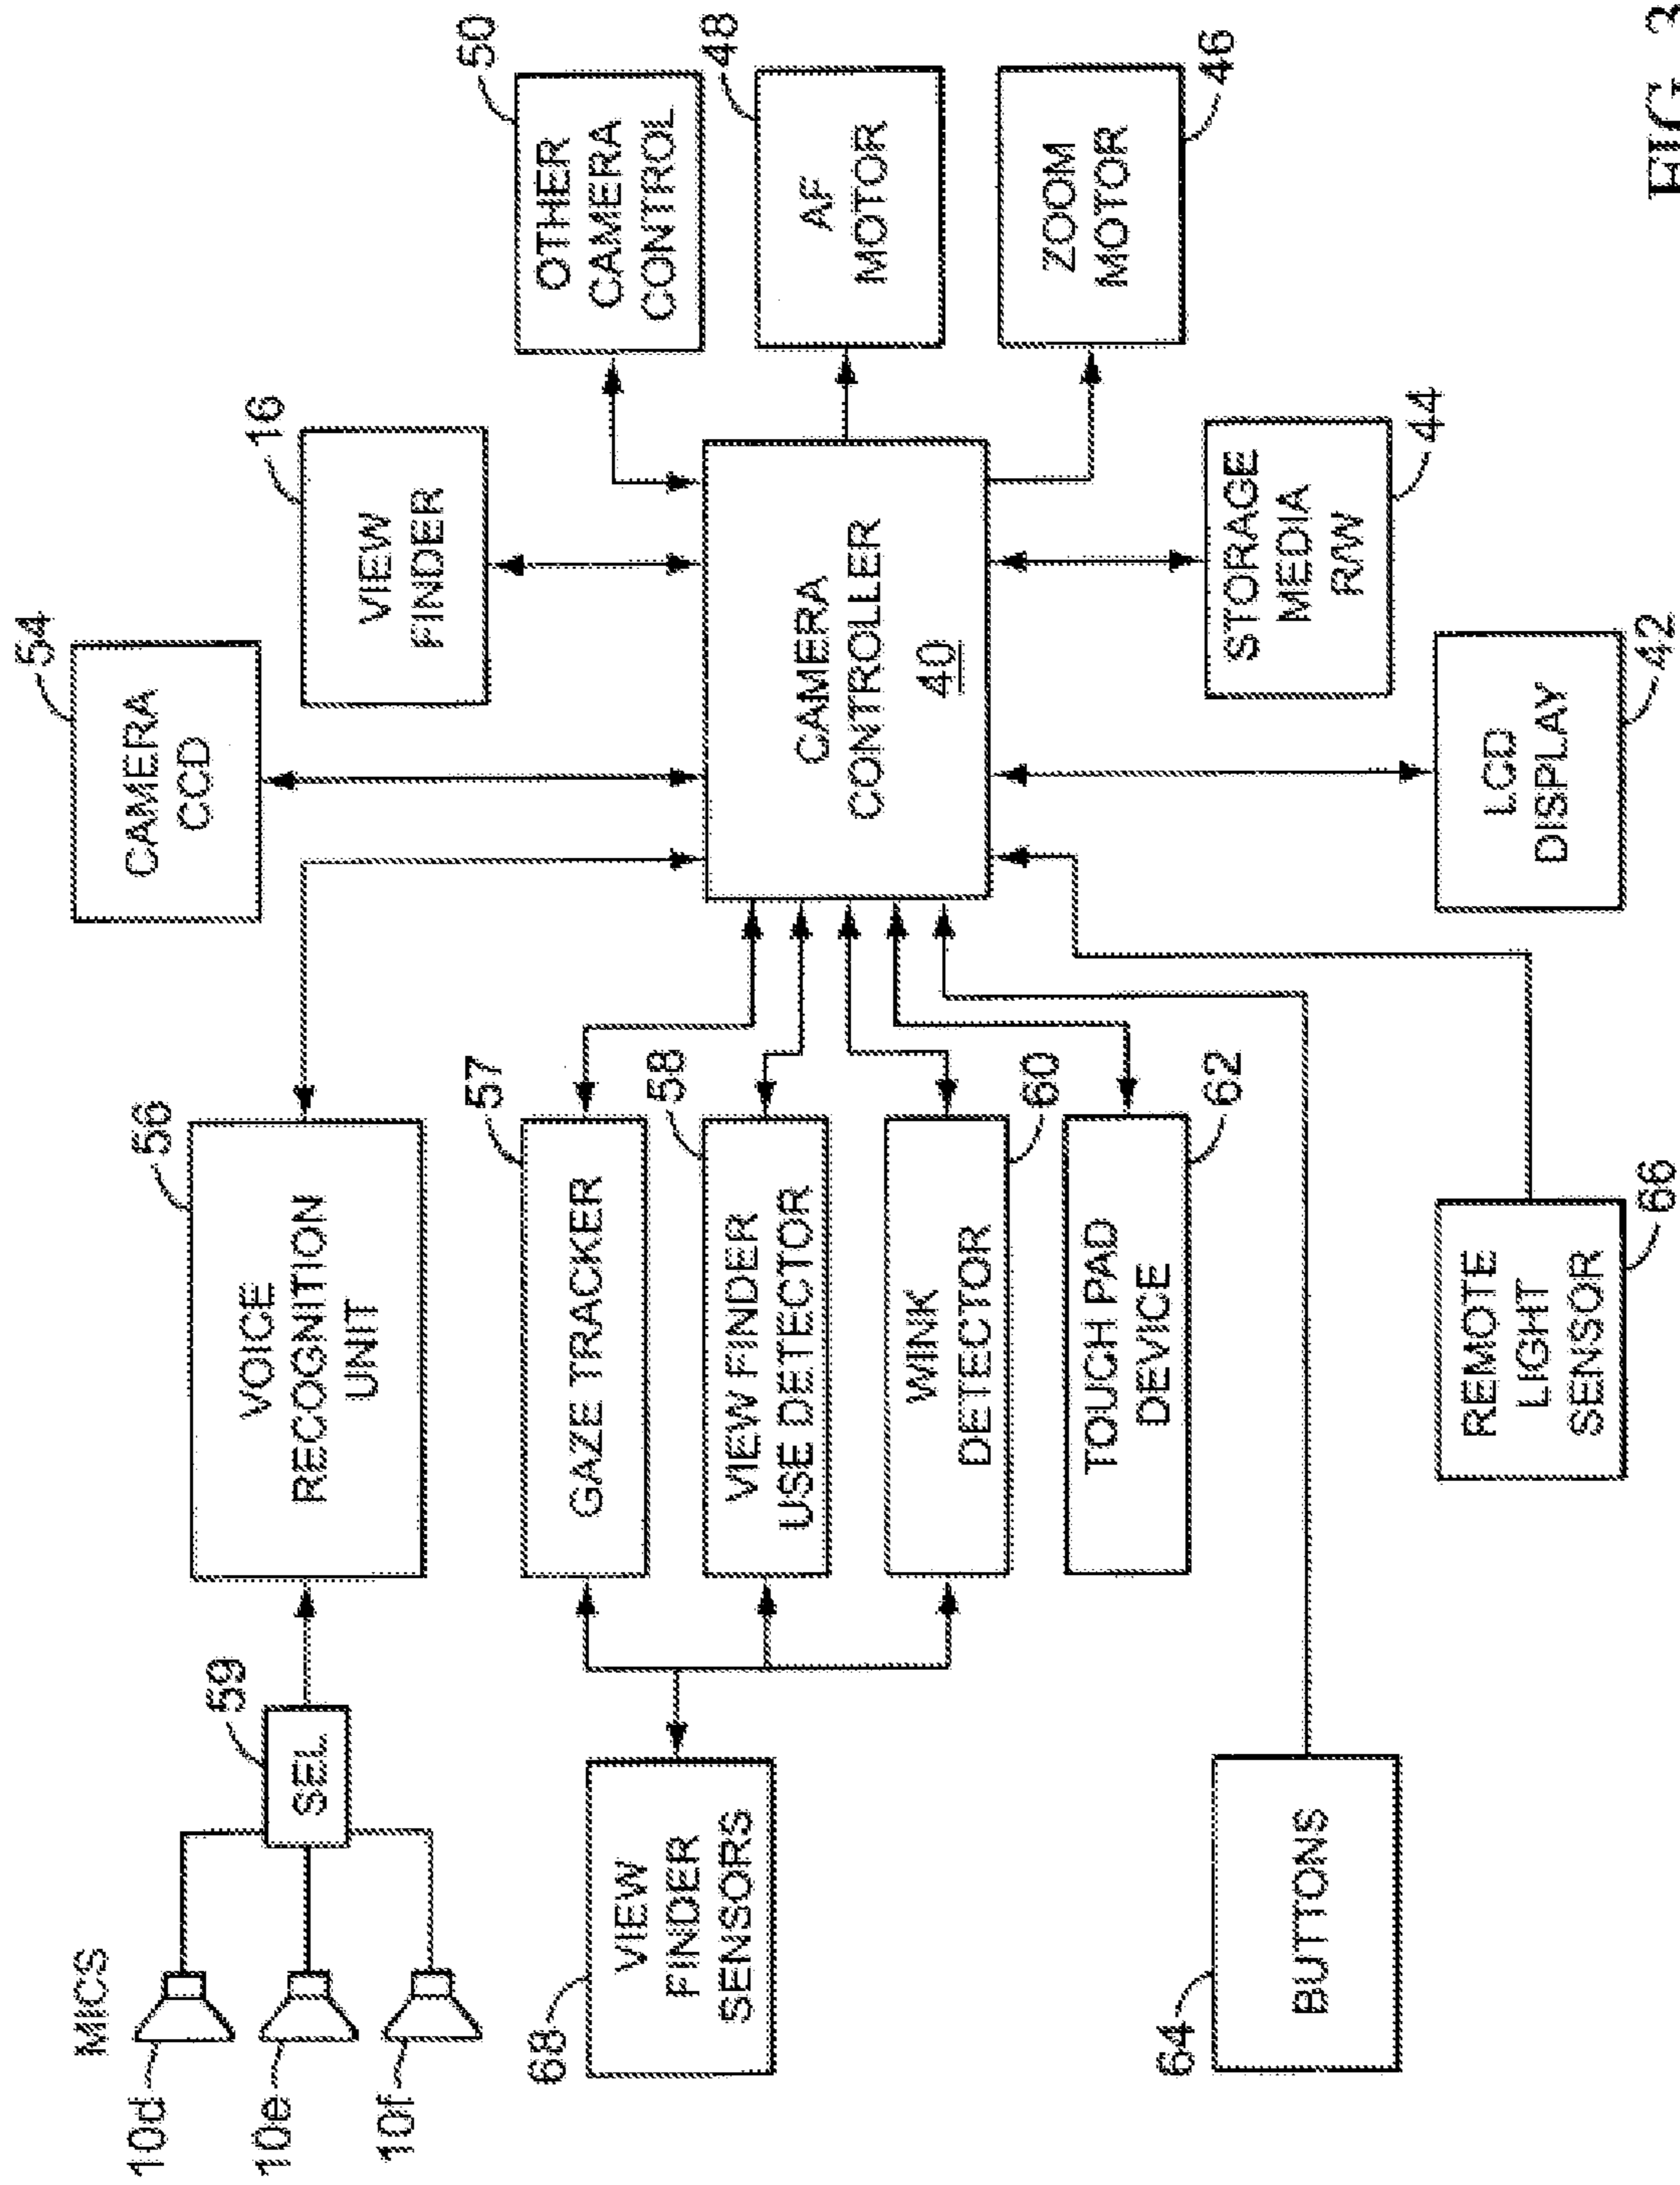 MICS
10d
10e
10f
59
SEL
56
VOICE
RECOGNITION
UNIT
54
CAMERA
CCD
16
VIEW
FINDER
50
OTHER
CAMERA
CONTROL
48
AF
MOTOR
46
ZOOM
MOTOR
CAMERA
CONTROLLER
40
57
GAZE TRACKER
58
VIEW FINDER
USE DETECTOR
WINK
DETECTOR
60
TOUCH PAD
DEVICE
62
68
VIEW
FINDER
SENSORS
64
BUTTONS
REMOTE
LIGHT
SENSOR
66
LCD
DISPLAY
42
STORAGE
MEDIA
R/W
44
FIG. 3